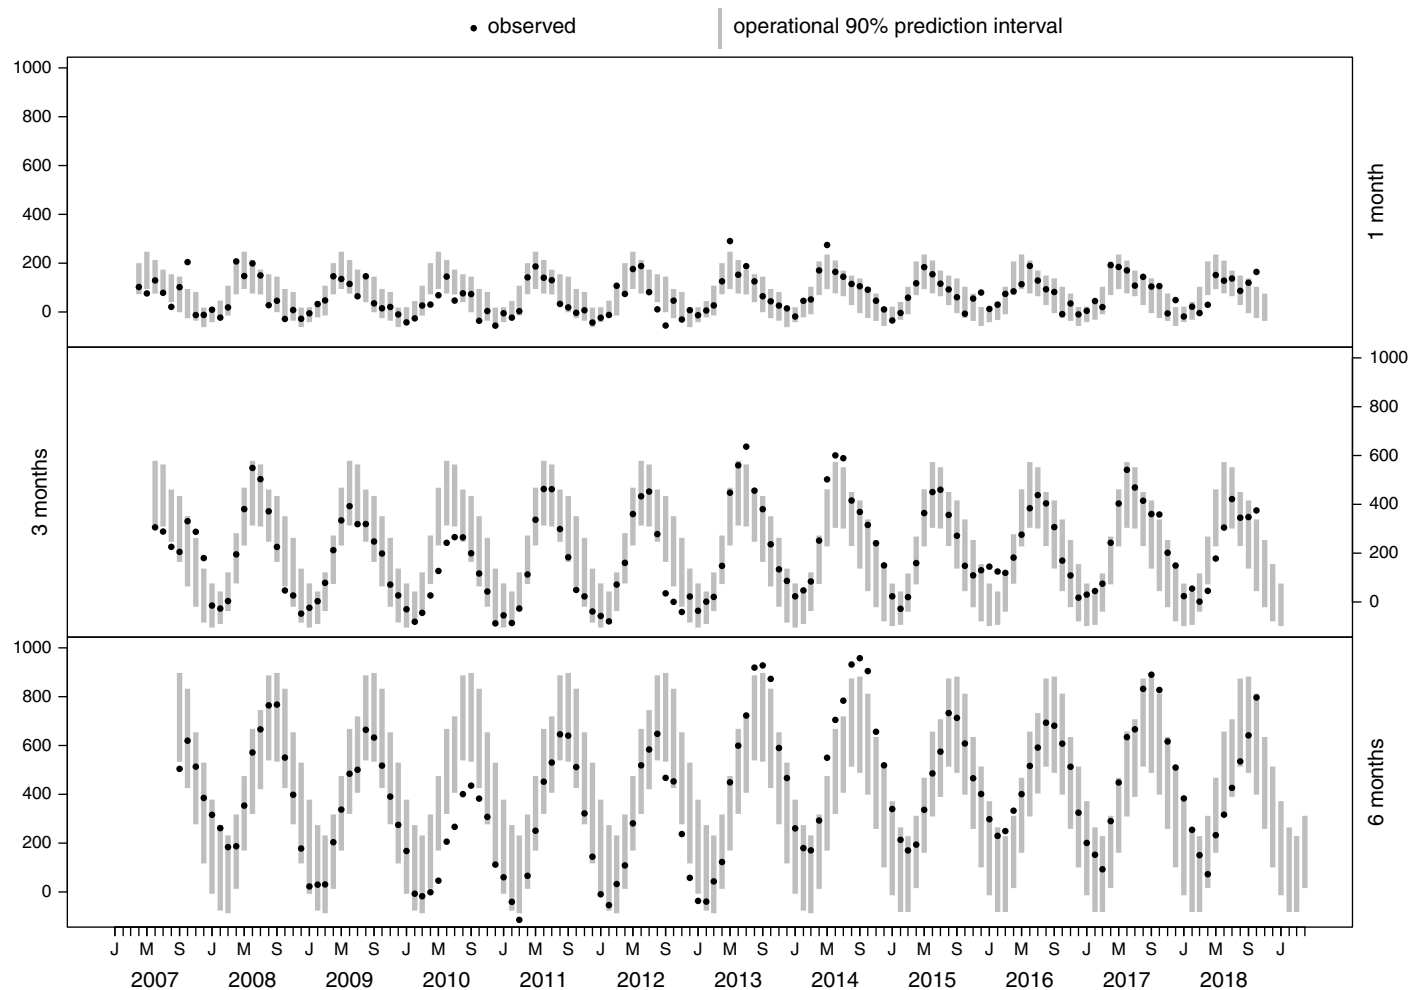 observed
operational 90% prediction interval
1000
800
600
400
200
0
1 month
1000
800
600
400
200
0
3 months
1000
800
600
400
200
0
6 months
J M S J M S J M S J M S J M S J M S J M S J M S J M S J M S J M S J M S J
2007 2008 2009 2010 2011 2012 2013 2014 2015 2016 2017 2018